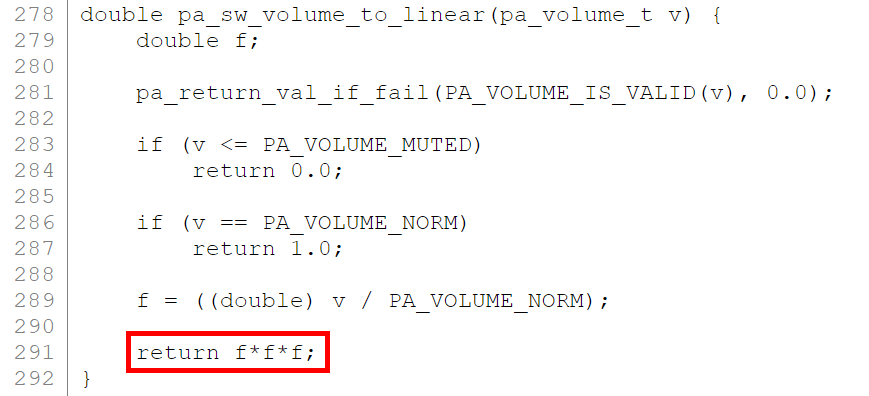 278 double pa_sw_volume_to_linear(pa_volume_t v) {
279     double f;
280
281     pa_return_val_if_fail(PA_VOLUME_IS_VALID(v), 0.0);
282
283     if (v <= PA_VOLUME_MUTED)
284         return 0.0;
285
286     if (v == PA_VOLUME_NORM)
287         return 1.0;
288
289     f = ((double) v / PA_VOLUME_NORM);
290
291     return f*f*f;
292 }